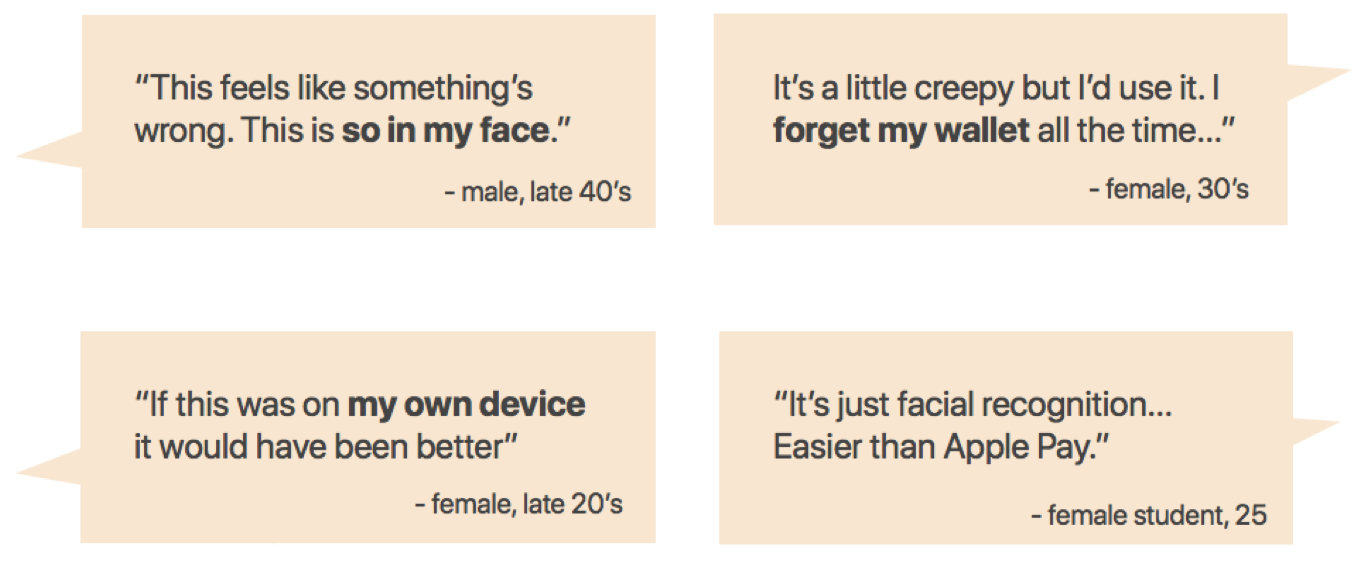 “This feels like something’s
wrong. This is so in my face.”
- male, late 40’s
It’s a little creepy but I’d use it. I
forget my wallet all the time...”
- female, 30’s
“If this was on my own device
it would have been better”
- female, late 20’s
“It’s just facial recognition...
Easier than Apple Pay.”
- female student, 25